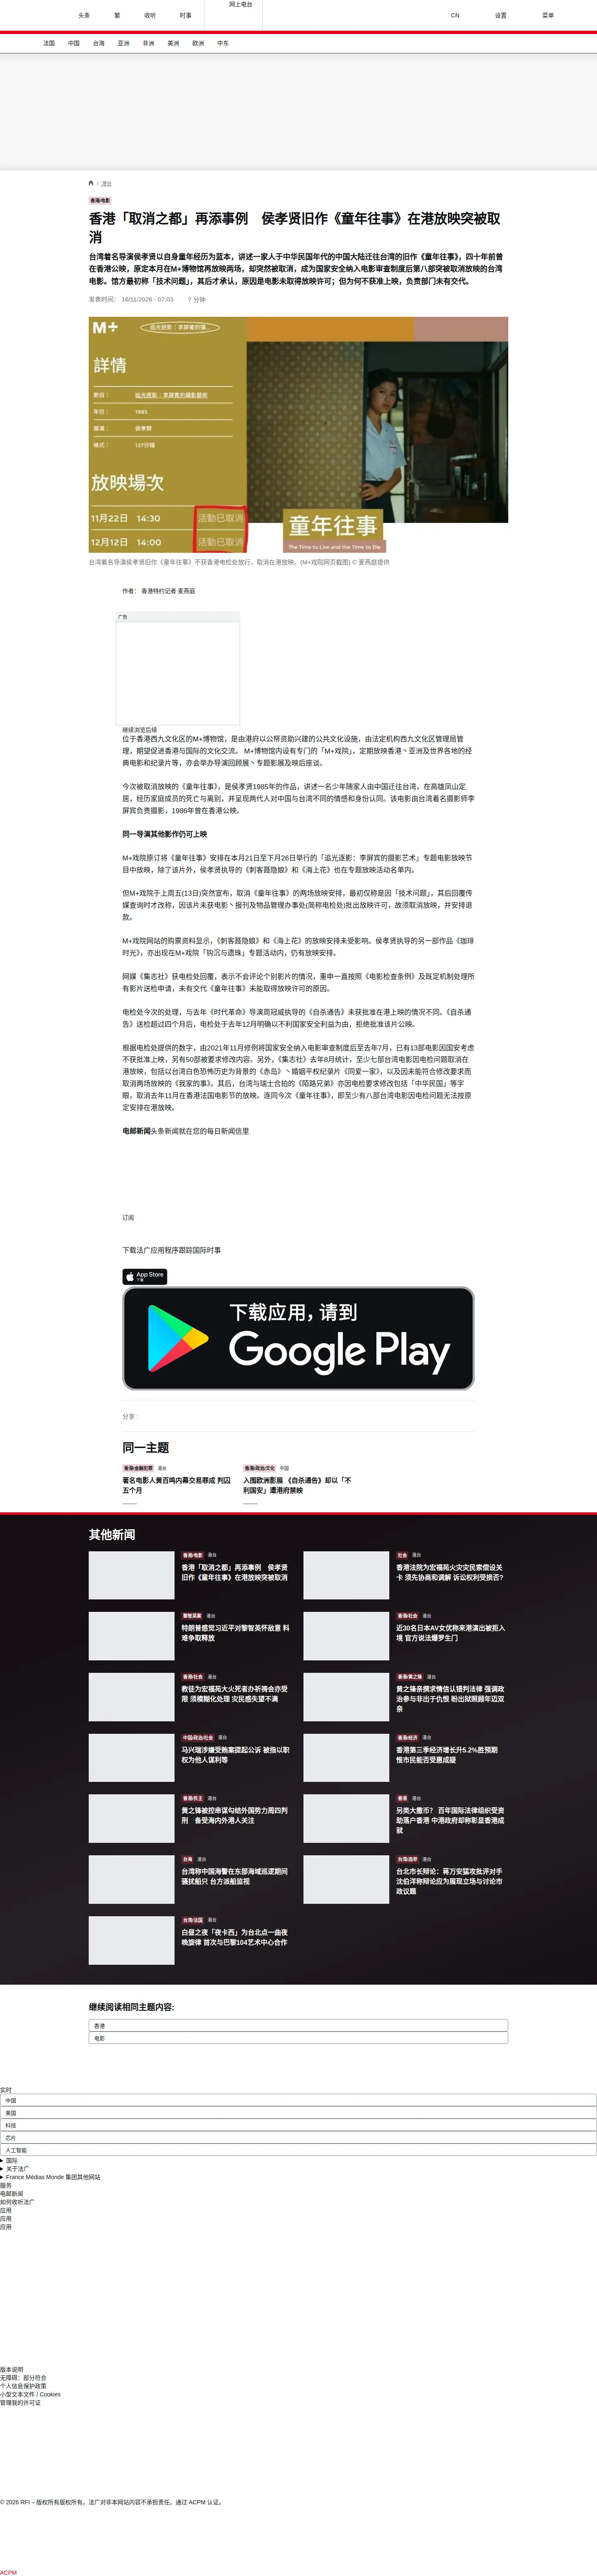 头条
繁
收听
时事
网上电台
CN
设置
菜单
法国
中国
台海
亚洲
非洲
美洲
欧洲
中东
/ 港台
香港/电影
香港「取消之都」再添事例　侯孝贤旧作《童年往事》在港放映突被取
消
台湾着名导演侯孝贤以自身童年经历为蓝本，讲述一家人于中华民国年代的中国大陆迁往台湾的旧作《童年往事》，四十年前曾
在香港公映，原定本月在M+博物馆再放映两场，却突然被取消，成为国家安全纳入电影审查制度后第八部突被取消放映的台湾
电影。馆方最初称「技术问题」，其后才承认，原因是电影未取得放映许可；但为何不获准上映，负责部门未有交代。
发表时间： 16/11/2026 - 07:03
7 分钟
M+
追光逐影：李屏賓的攝...
詳情
節目： 追光逐影：李屏賓的攝影藝術
年份： 1985
導演： 侯孝賢
格式： 137分鐘
放映場次
11月22日 14:30 活動已取消
12月12日 14:00 活動已取消
童年往事
The Time to Live and the Time to Die
台湾着名导演侯孝贤旧作《童年往事》不获香港电检处放行，取消在港放映。(M+戏院网页截图) © 麦燕庭提供
作者： 香港特约记者 麦燕庭
广告
继续浏览后续
位于香港西九文化区的M+博物馆，是由港府以公帑资助兴建的公共文化设施，由法定机构西九文化区管理局管
理，期望促进香港与国际的文化交流。 M+博物馆内设有专门的「M+戏院」，定期放映香港丶亚洲及世界各地的经
典电影和纪录片等，亦会举办导演回顾展丶专题影展及映后座谈。
今次被取消放映的《童年往事》，是侯孝贤1985年的作品，讲述一名少年随家人由中国迁往台湾，在高雄凤山定
居，经历家庭成员的死亡与离别，并呈现两代人对中国与台湾不同的情感和身份认同。该电影由台湾着名摄影师李
屏宾负责摄影，1986年曾在香港公映。
同一导演其他影作仍可上映
M+戏院原订将《童年往事》安排在本月21日至下月26日举行的「追光逐影：李屏宾的摄影艺术」专题电影放映节
目中放映，除了该片外，侯孝贤执导的《刺客聂隐娘》和《海上花》也在专题放映活动名单内。
但M+戏院于上周五(13日)突然宣布，取消《童年往事》的两场放映安排，最初仅称是因「技术问题」，其后回覆传
媒查询时才改称，因该片未获电影丶报刊及物品管理办事处(简称电检处)批出放映许可，故须取消放映，并安排退
款。
M+戏院网站的购票资料显示，《刺客聂隐娘》和《海上花》的放映安排未受影响。侯孝贤执导的另一部作品《珈琲
时光》，亦出现在M+戏院「钩沉与遗珠」专题活动内，仍有放映安排。
网媒《集志社》获电检处回覆，表示不会评论个别影片的情况，重申一直按照《电影检查条例》及既定机制处理所
有影片送检申请，未有交代《童年往事》未能取得放映许可的原因。
电检处今次的处理，与去年《时代革命》导演周冠威执导的《自杀通告》未获批准在港上映的情况不同。《自杀通
告》送检超过四个月后，电检处于去年12月明确以不利国家安全利益为由，拒绝批准该片公映。
根据电检处提供的数字，由2021年11月修例将国家安全纳入电影审查制度后至去年7月，已有13部电影因国安考虑
不获批准上映，另有50部被要求修改内容。另外，《集志社》去年8月统计，至少七部台湾电影因电检问题取消在
港放映，包括以台湾白色恐怖历史为背景的《赤岛》丶婚姻平权纪录片《同爱一家》，以及因未能符合修改要求而
取消两场放映的《我家的事》。其后，台湾与瑞士合拍的《陌路兄弟》亦因电检要求修改包括「中华民国」等字
眼，取消去年11月在香港法国电影节的放映。连同今次《童年往事》，即至少有八部台湾电影因电检问题无法按原
定安排在港放映。
电邮新闻头条新闻就在您的每日新闻信里
订阅
下载法广应用程序跟踪国际时事
App Store
下载
下载应用，请到
Google Play
分享 :
同一主题
香港/金融犯罪 港台
著名电影人黄百鸣内幕交易罪成 判囚
五个月
香港/政治/文化 中国
入围欧洲影展 《自杀通告》却以「不
利国安」遭港府禁映
其他新闻
香港/电影 港台
香港「取消之都」再添事例　侯孝贤
旧作《童年往事》在港放映突被取消
社会 港台
香港法院为宏福苑火灾灾民索偿设关
卡 须先协商和调解 诉讼权利受损否?
黎智英案 港台
特朗普感觉习近平对黎智英怀敌意 料
难争取释放
香港/社会 港台
近30名日本AV女优称来港演出被拒入
境 官方说法爆罗生门
香港/社会 港台
教徒为宏福苑大火死者办祈祷会亦受
限 须模糊化处理 灾民感失望不满
香港/黄之锋 港台
黄之锋亲撰求情信认错判法律 强调政
治参与非出于仇恨 盼出狱照顾年迈双
亲
中国/政治/社会 港台
马兴瑞涉嫌受贿案提起公诉 被指以职
权为他人谋利等
香港/经济 港台
香港第三季经济增长升5.2%胜预期
惟市民能否受惠成疑
香港/民主 港台
黄之锋被控串谋勾结外国势力周四判
刑　备受海内外港人关注
香港 港台
另类大撒币？ 百年国际法律组织受资
助落户香港 中港政府却称彰显香港成
就
台海 港台
台湾称中国海警在东部海域巡逻期间
骚扰船只 台方派船监视
台湾/选举 港台
台北市长辩论：蒋万安猛攻批评对手
沈伯洋称辩论应为展现立场与讨论市
政议题
台湾/法国 港台
白昼之夜「夜卡西」为台北点一曲夜
晚旋律 首次与巴黎104艺术中心合作
继续阅读相同主题内容:
香港
电影
实时
中国
美国
科技
芯片
人工智能
国际
关于法广
France Médias Monde 集团其他网站
服务
电邮新闻
如何收听法广
应用
应用
应用
版本说明
无障碍：部分符合
个人信息保护政策
小型文本文件 / Cookies
管理我的许可证
© 2026 RFI – 版权所有版权所有。法广对非本网站内容不承担责任。通过 ACPM 认证。
ACPM